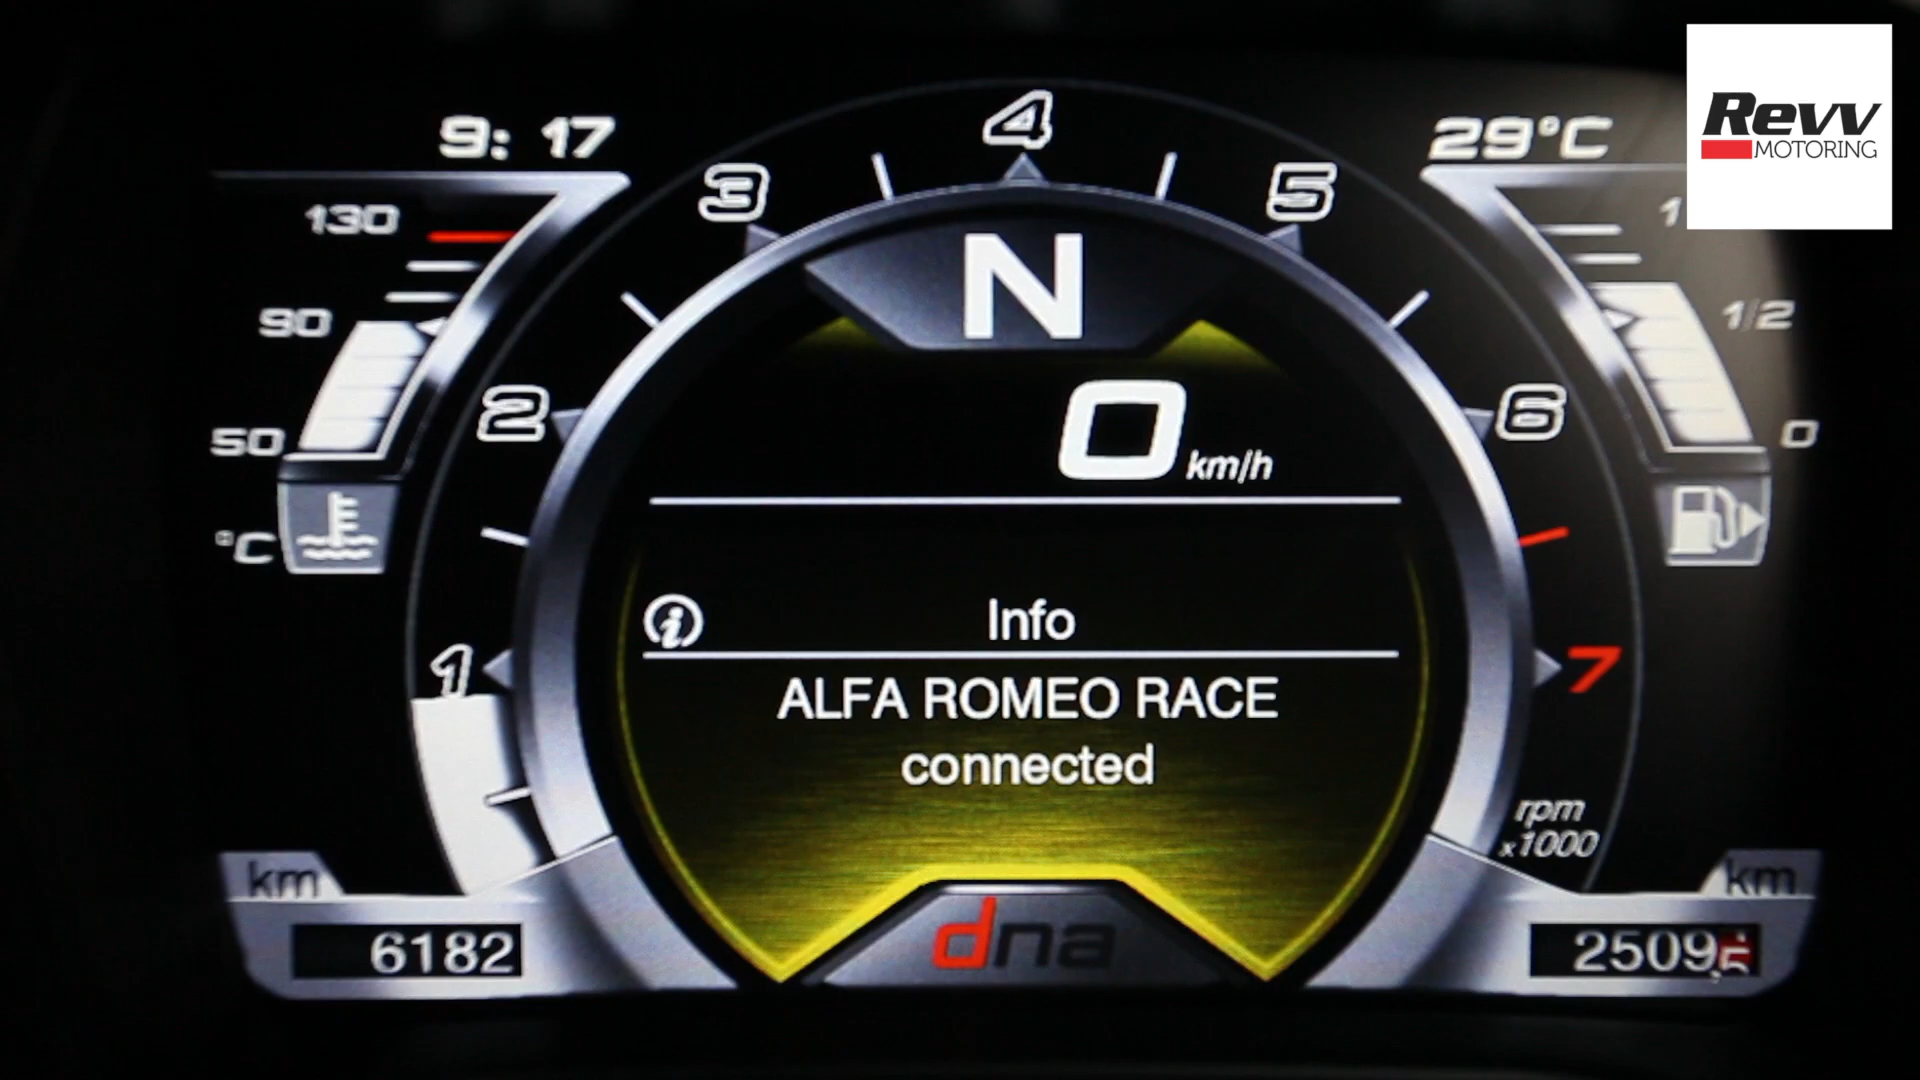 9:17
29°C
Revv
MOTORING
130
90
50
°C
1
2
3
4
5
6
7
N
0 km/h
1/2
0
Info
ALFA ROMEO RACE
connected
rpm
x1000
km
6182
dna
km
2509